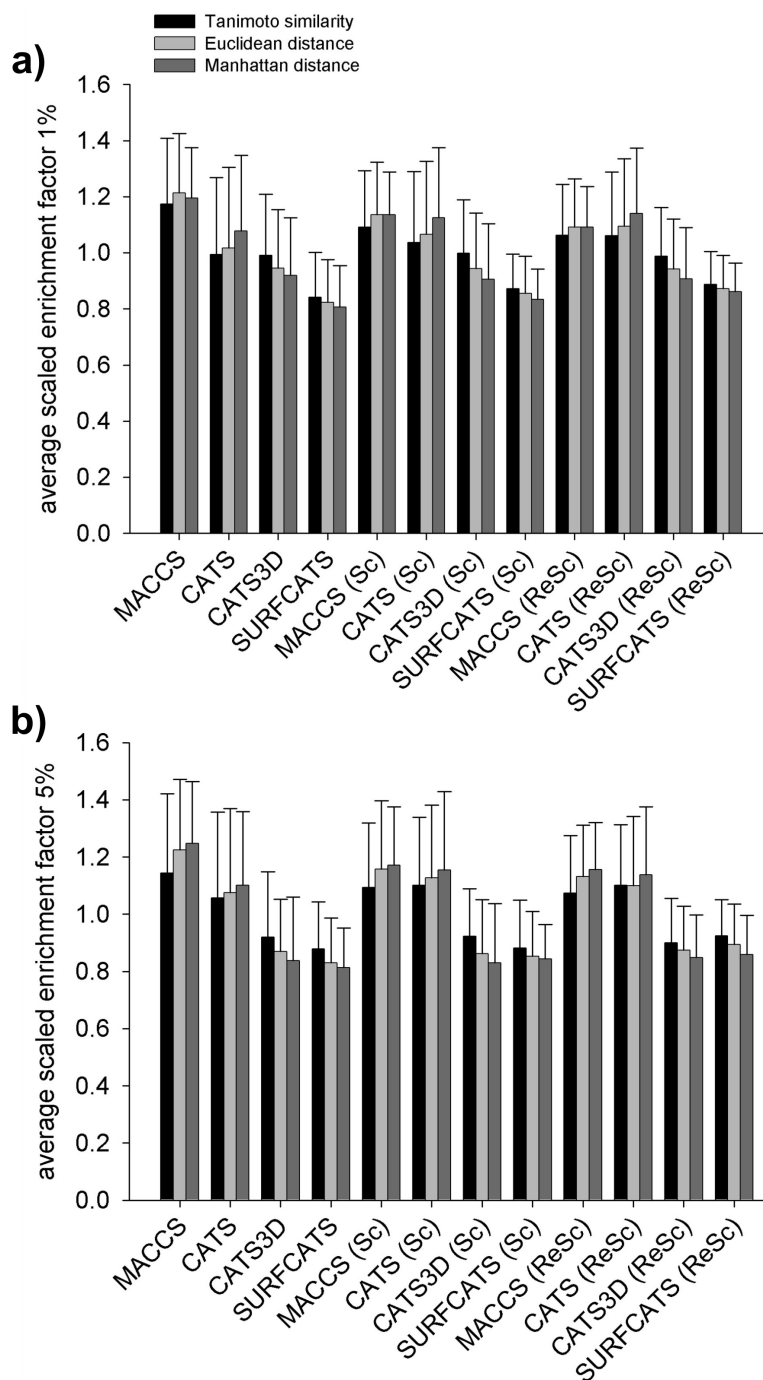 Tanimoto similarity
Euclidean distance
Manhattan distance
a)
average scaled enrichment factor 1%
1.6
1.4
1.2
1.0
0.8
0.6
0.4
0.2
0.0
MACCS
CATS
CATS3D
SURFCATS
MACCS (Sc)
CATS (Sc)
CATS3D (Sc)
SURFCATS (Sc)
MACCS (ReSc)
CATS (ReSc)
CATS3D (ReSc)
SURFCATS (ReSc)
b)
average scaled enrichment factor 5%
1.6
1.4
1.2
1.0
0.8
0.6
0.4
0.2
0.0
MACCS
CATS
CATS3D
SURFCATS
MACCS (Sc)
CATS (Sc)
CATS3D (Sc)
SURFCATS (Sc)
MACCS (ReSc)
CATS (ReSc)
CATS3D (ReSc)
SURFCATS (ReSc)